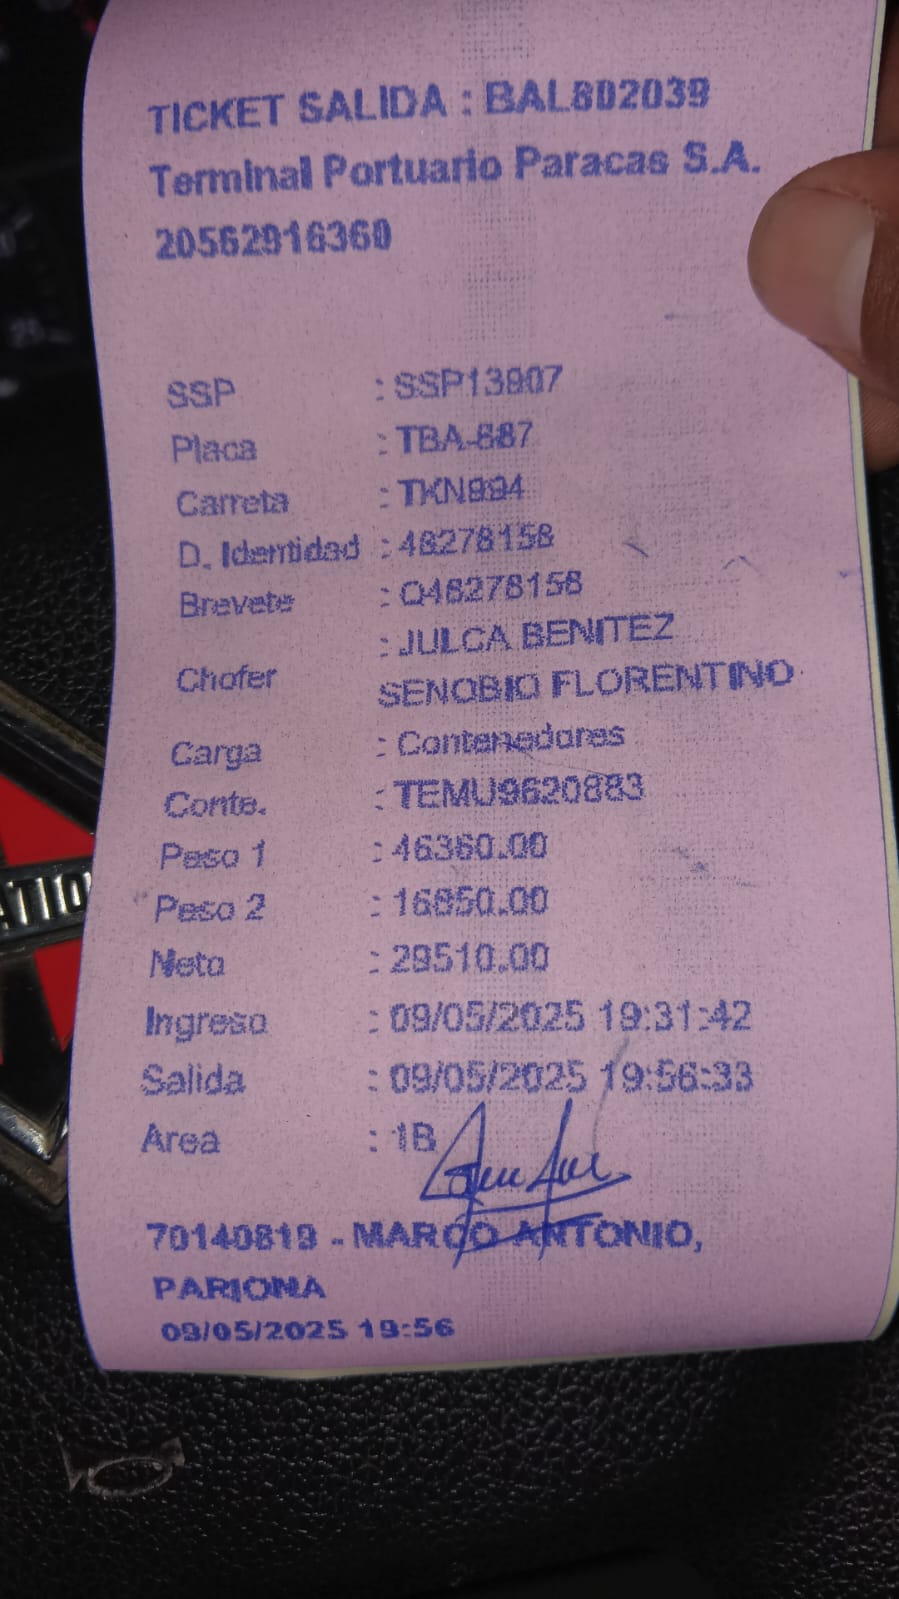 TICKET SALIDA : BAL802039
Terminal Portuario Paracas S.A.
20562916360
SSP : SSP13907
Placa : TBA-887
Carreta : TKN994
D. Identidad : 48278158
Brevete : Q48278158
Chofer : JULCA BENITEZ
SENOBIO FLORENTINO
Carga : Contenedores
Conte. : TEMU9620883
Peso 1 : 46360.00
Peso 2 : 16850.00
Neto : 29510.00
Ingreso : 09/05/2025 19:31:42
Salida : 09/05/2025 19:56:33
Area : 1B
70140819 - MARCO ANTONIO,
PARIONA
09/05/2025 19:56